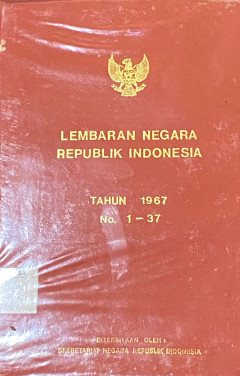 LEMBARAN NEGARA
REPUBLIK INDONESIA
TAHUN 1967
No. 1 – 37
DITERBITKAN OLEH :
SEKRETARIAT NEGARA REPUBLIK INDONESIA